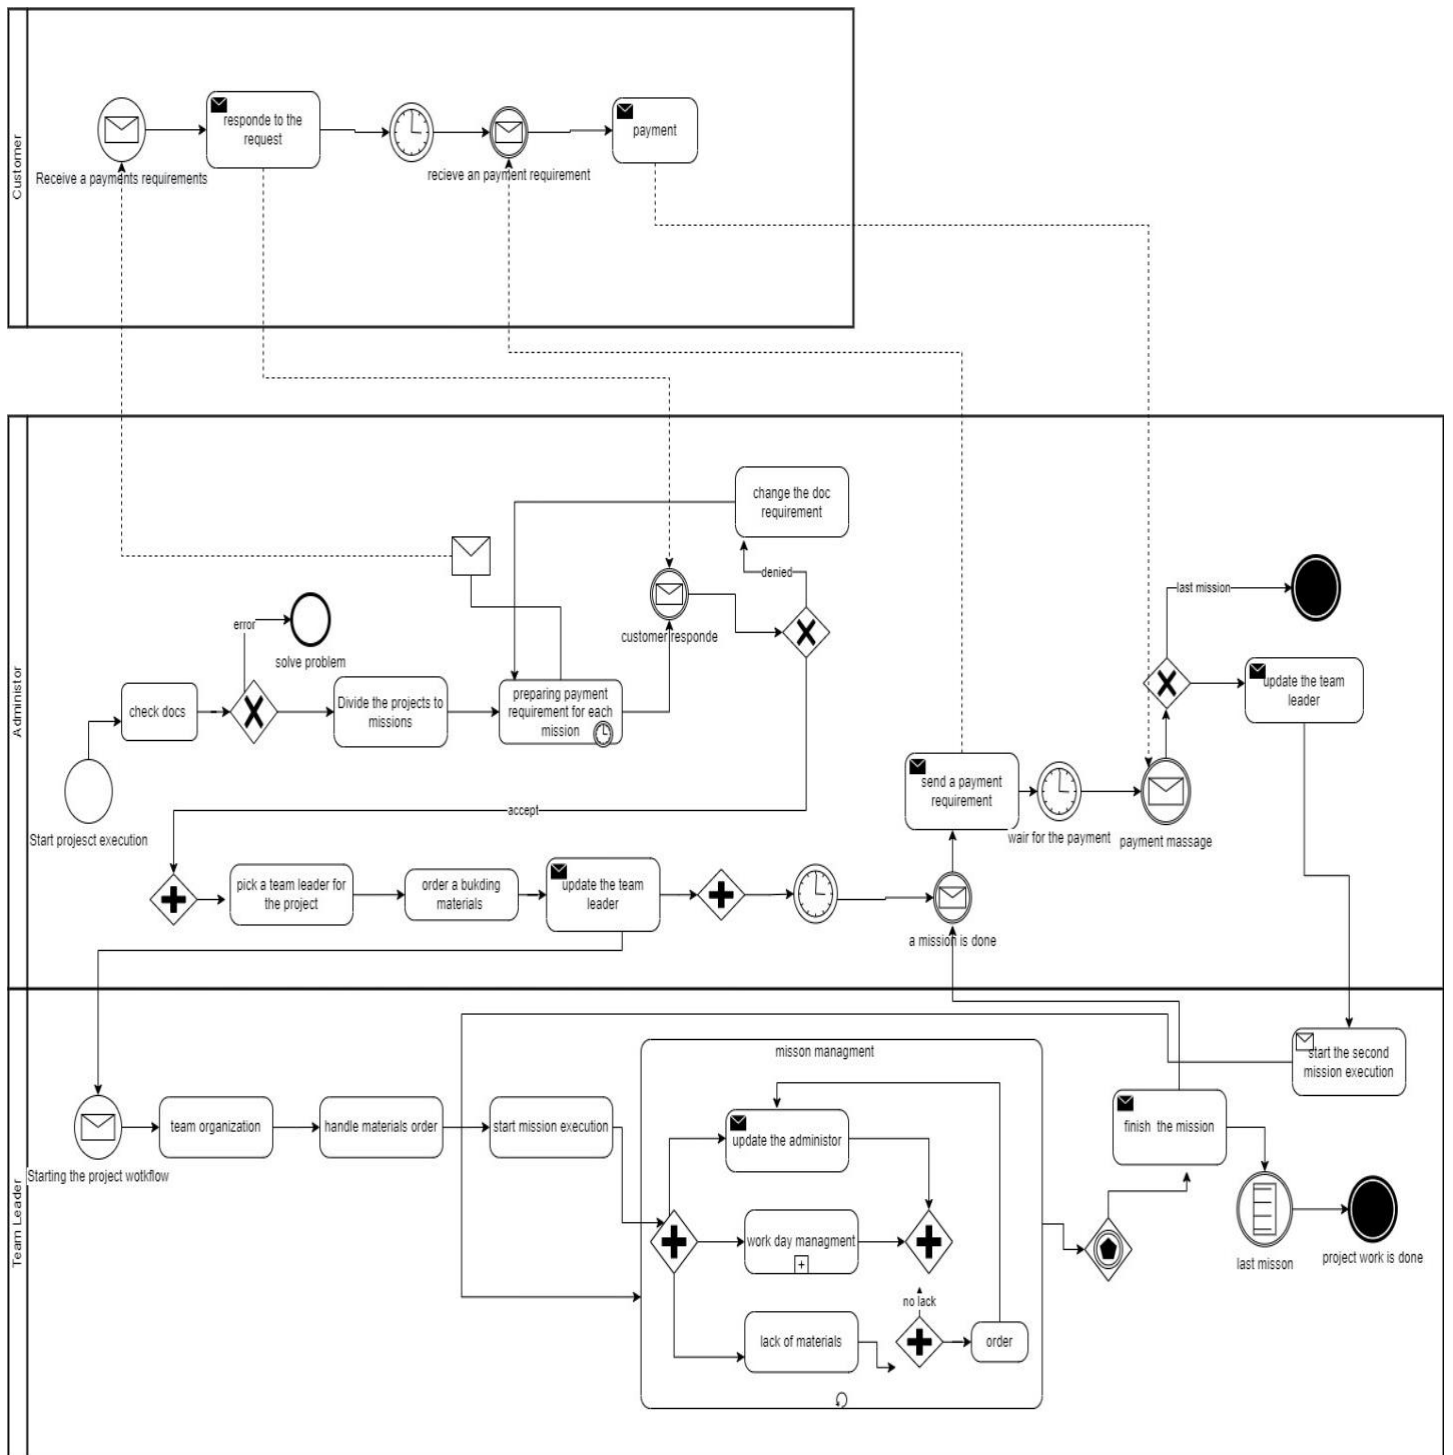 Customer
responde to the
request
payment
Receive a payments requirements
recieve an payment requirement
Administor
change the doc
requirement
denied
last mission
error
customer responde
solve problem
check docs
Divide the projects to
missions
preparing payment
requirement for each
mission
update the team
leader
send a payment
requirement
accept
Start projesct execution
wair for the payment
payment massage
pick a team leader for
the project
order a bukding
materials
update the team
leader
a mission is done
Team Leader
misson managment
start the second
mission execution
team organization
handle materials order
start mission execution
update the administor
finish the mission
Starting the project wotkflow
work day managment
last misson
project work is done
no lack
lack of materials
order